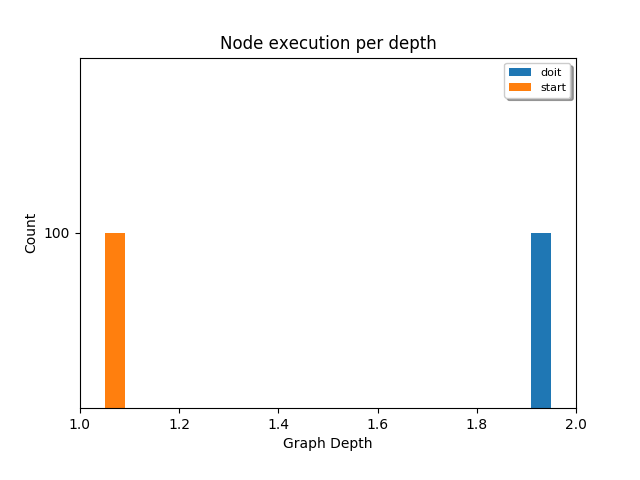 Node execution per depth
doit
start
Count
100
1.0 1.2 1.4 1.6 1.8 2.0
Graph Depth